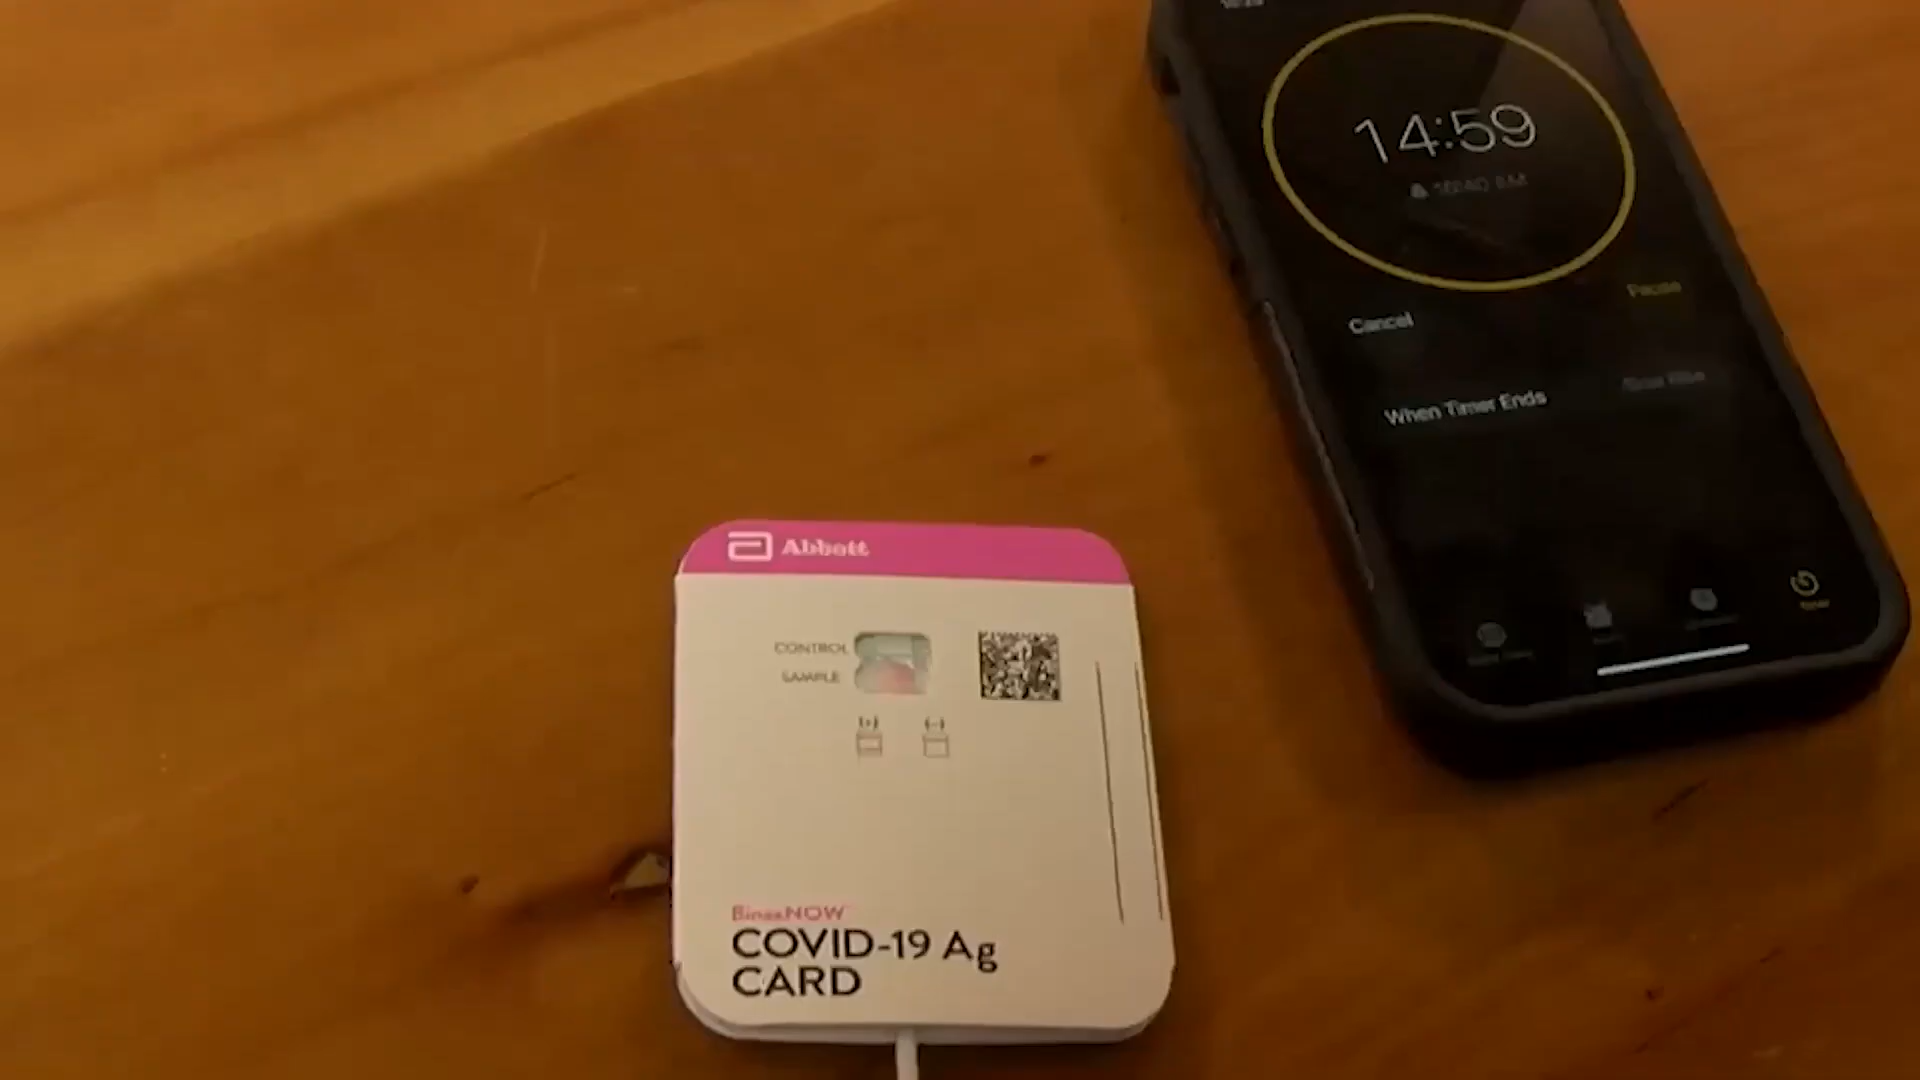 14:59
Cancel
Pause
When Timer Ends
Abbott
CONTROL
SAMPLE
BinaxNOW
COVID-19 Ag
CARD